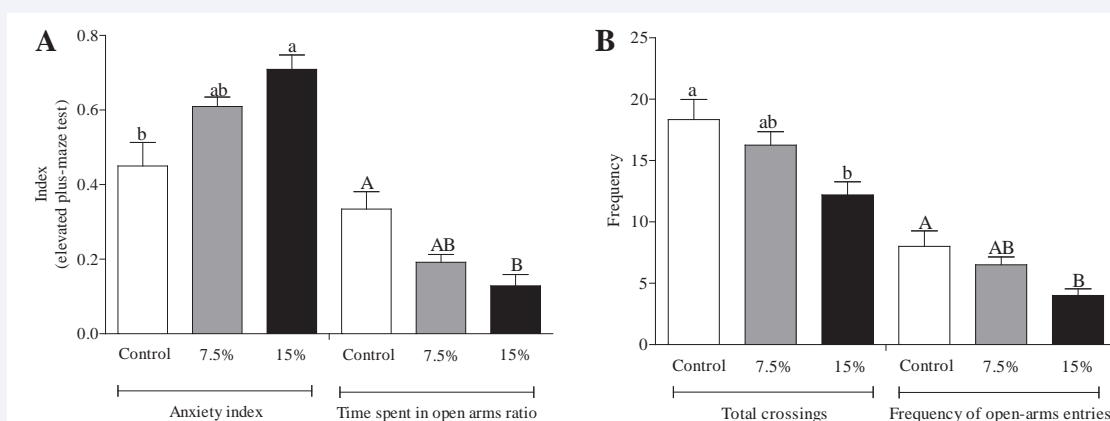 A
Index
(elevated plus-maze test)
0.8
0.6
0.4
0.2
0.0
b
ab
a
A
AB
B
Control
7.5%
15%
Control
7.5%
15%
Anxiety index
Time spent in open arms ratio
B
Frequency
25
20
15
10
5
0
a
ab
b
A
AB
B
Control
7.5%
15%
Control
7.5%
15%
Total crossings
Frequency of open-arms entries